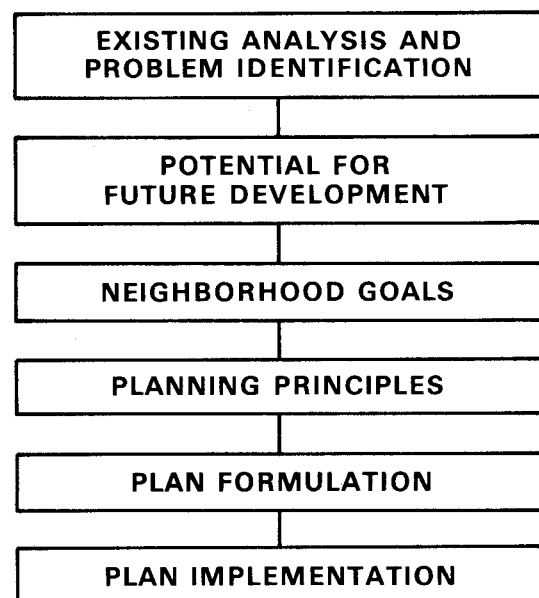 EXISTING ANALYSIS AND
PROBLEM IDENTIFICATION
POTENTIAL FOR
FUTURE DEVELOPMENT
NEIGHBORHOOD GOALS
PLANNING PRINCIPLES
PLAN FORMULATION
PLAN IMPLEMENTATION